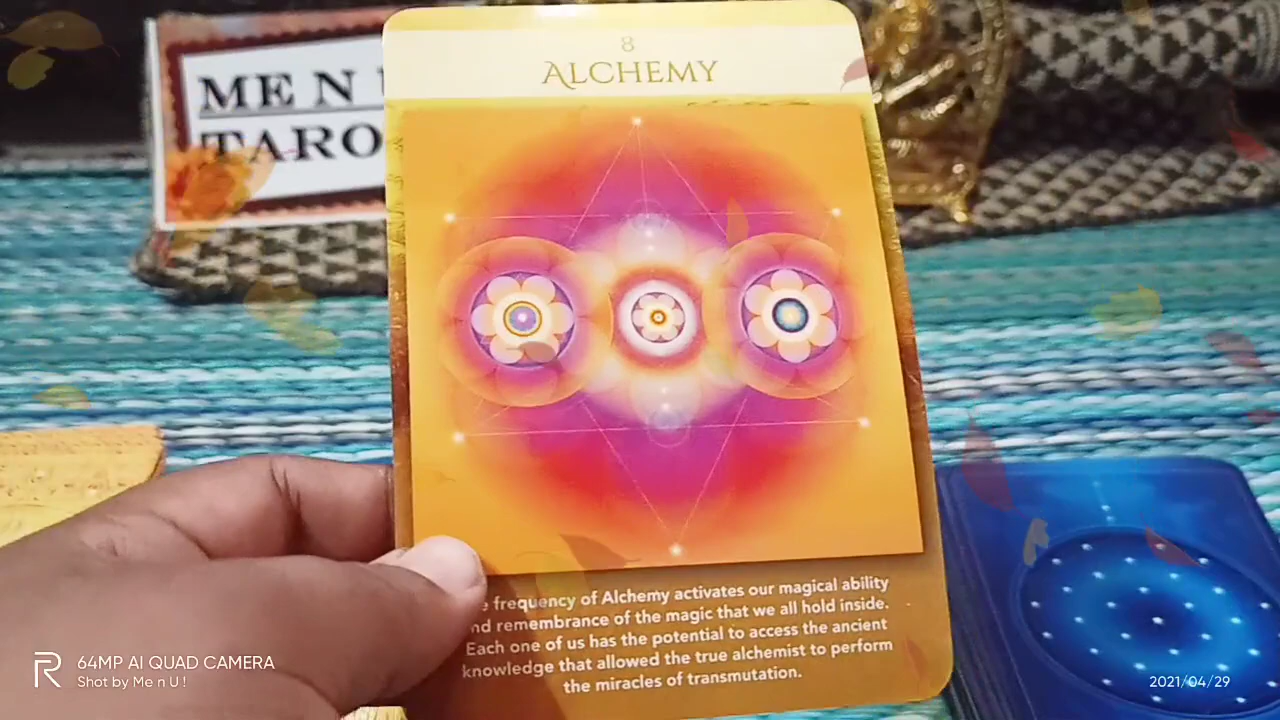 8
ALCHEMY
ME N
TARO
frequency of Alchemy activates our magical ability
remembrance of the magic that we all hold inside.
Each one of us has the potential to access the ancient
knowledge that allowed the true alchemist to perform
the miracles of transmutation.
64MP AI QUAD CAMERA
Shot by Me n U !
2021/04/29